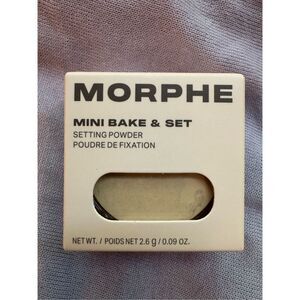 MORPHE
MINI BAKE & SET
SETTING POWDER
POUDRE DE FIXATION
NET WT. / POIDS NET 2.6 g / 0.09 OZ.